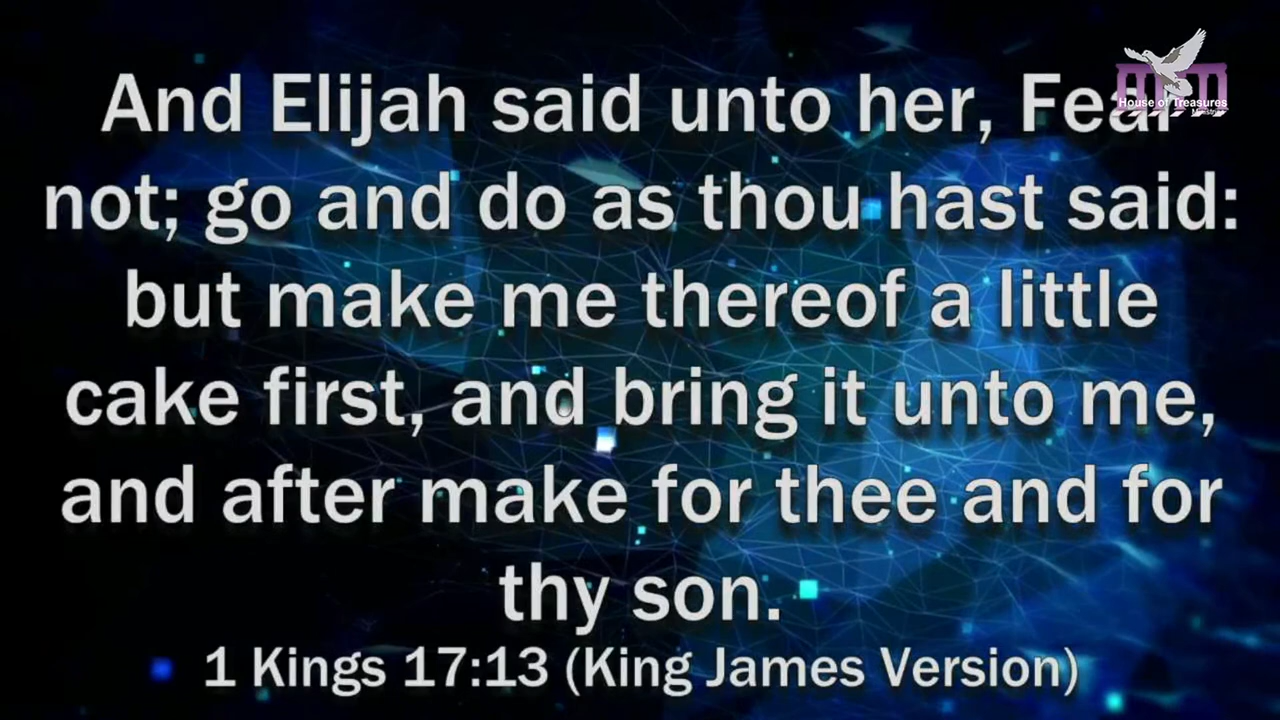 And Elijah said unto her, Fear
not; go and do as thou hast said:
but make me thereof a little
cake first, and bring it unto me,
and after make for thee and for
thy son.
1 Kings 17:13 (King James Version)
House of Treasures
Ministries